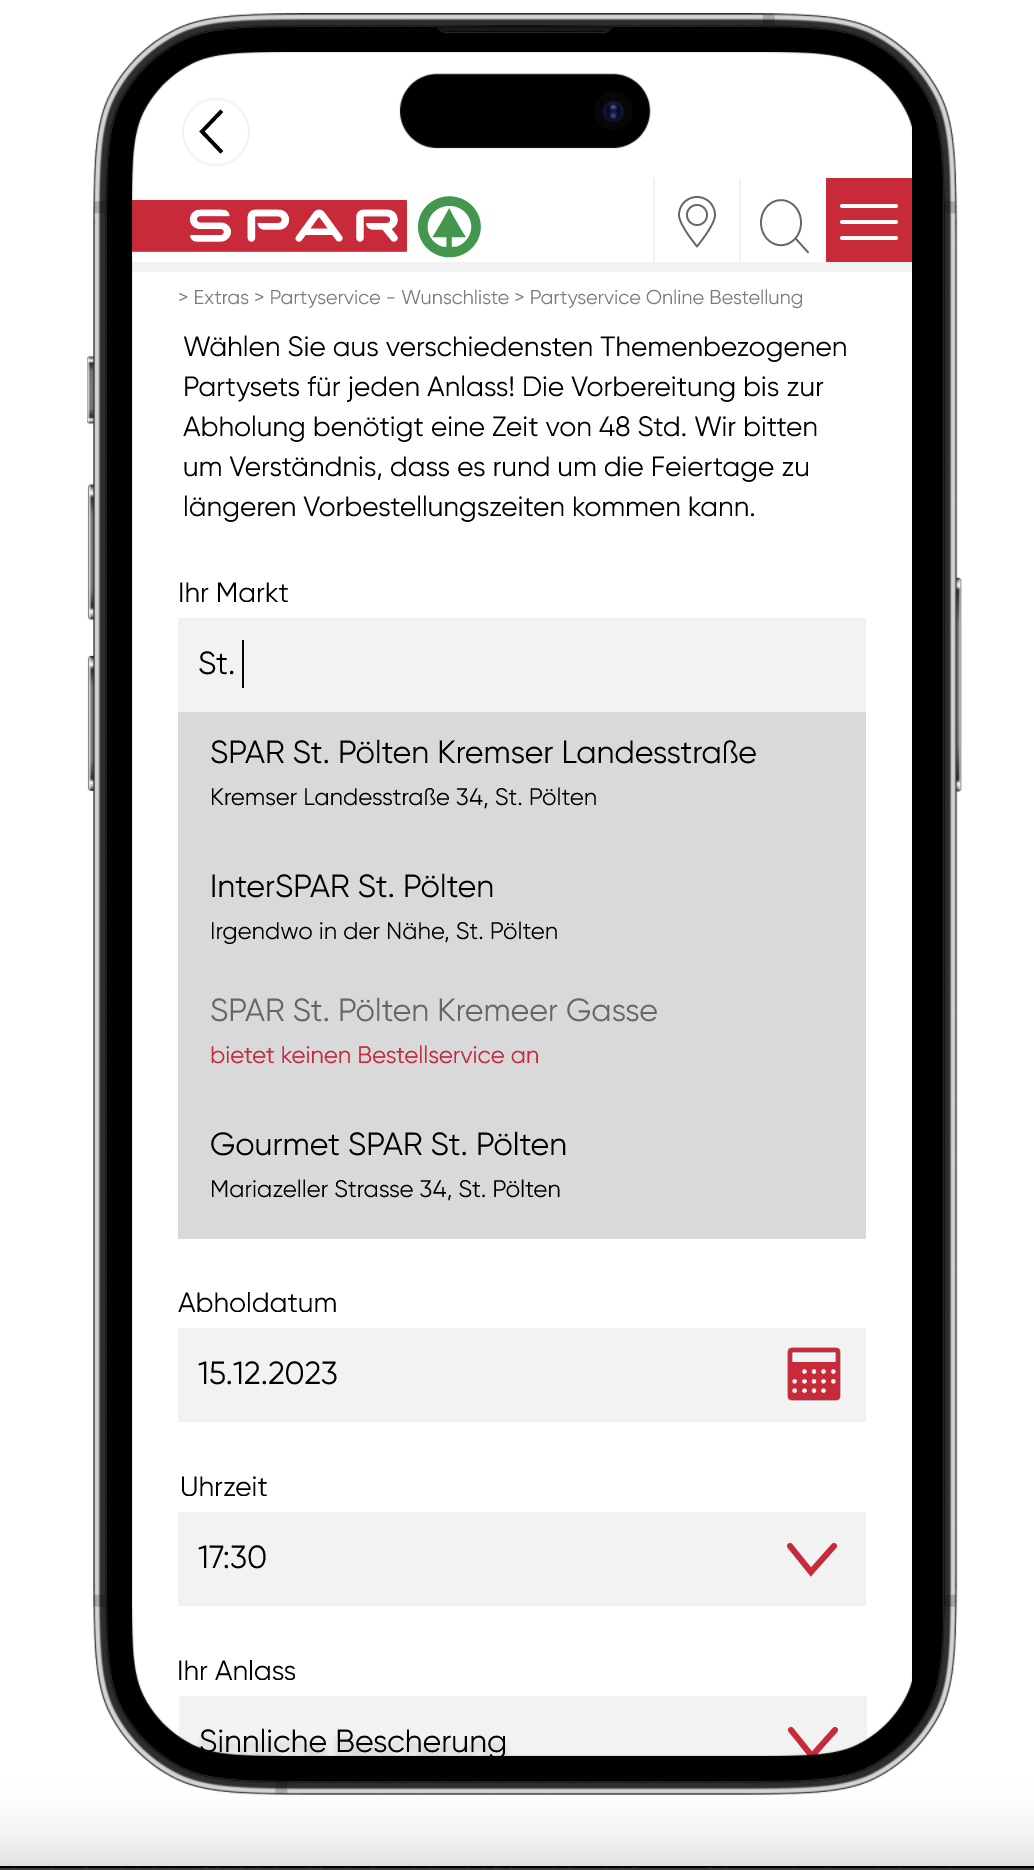 SPAR
> Extras > Partyservice - Wunschliste > Partyservice Online Bestellung
Wählen Sie aus verschiedensten Themenbezogenen
Partysets für jeden Anlass! Die Vorbereitung bis zur
Abholung benötigt eine Zeit von 48 Std. Wir bitten
um Verständnis, dass es rund um die Feiertage zu
längeren Vorbestellungszeiten kommen kann.
Ihr Markt
St.
SPAR St. Pölten Kremser Landesstraße
Kremser Landesstraße 34, St. Pölten
InterSPAR St. Pölten
Irgendwo in der Nähe, St. Pölten
SPAR St. Pölten Kremeer Gasse
bietet keinen Bestellservice an
Gourmet SPAR St. Pölten
Mariazeller Strasse 34, St. Pölten
Abholdatum
15.12.2023
Uhrzeit
17:30
Ihr Anlass
Sinnliche Bescherung